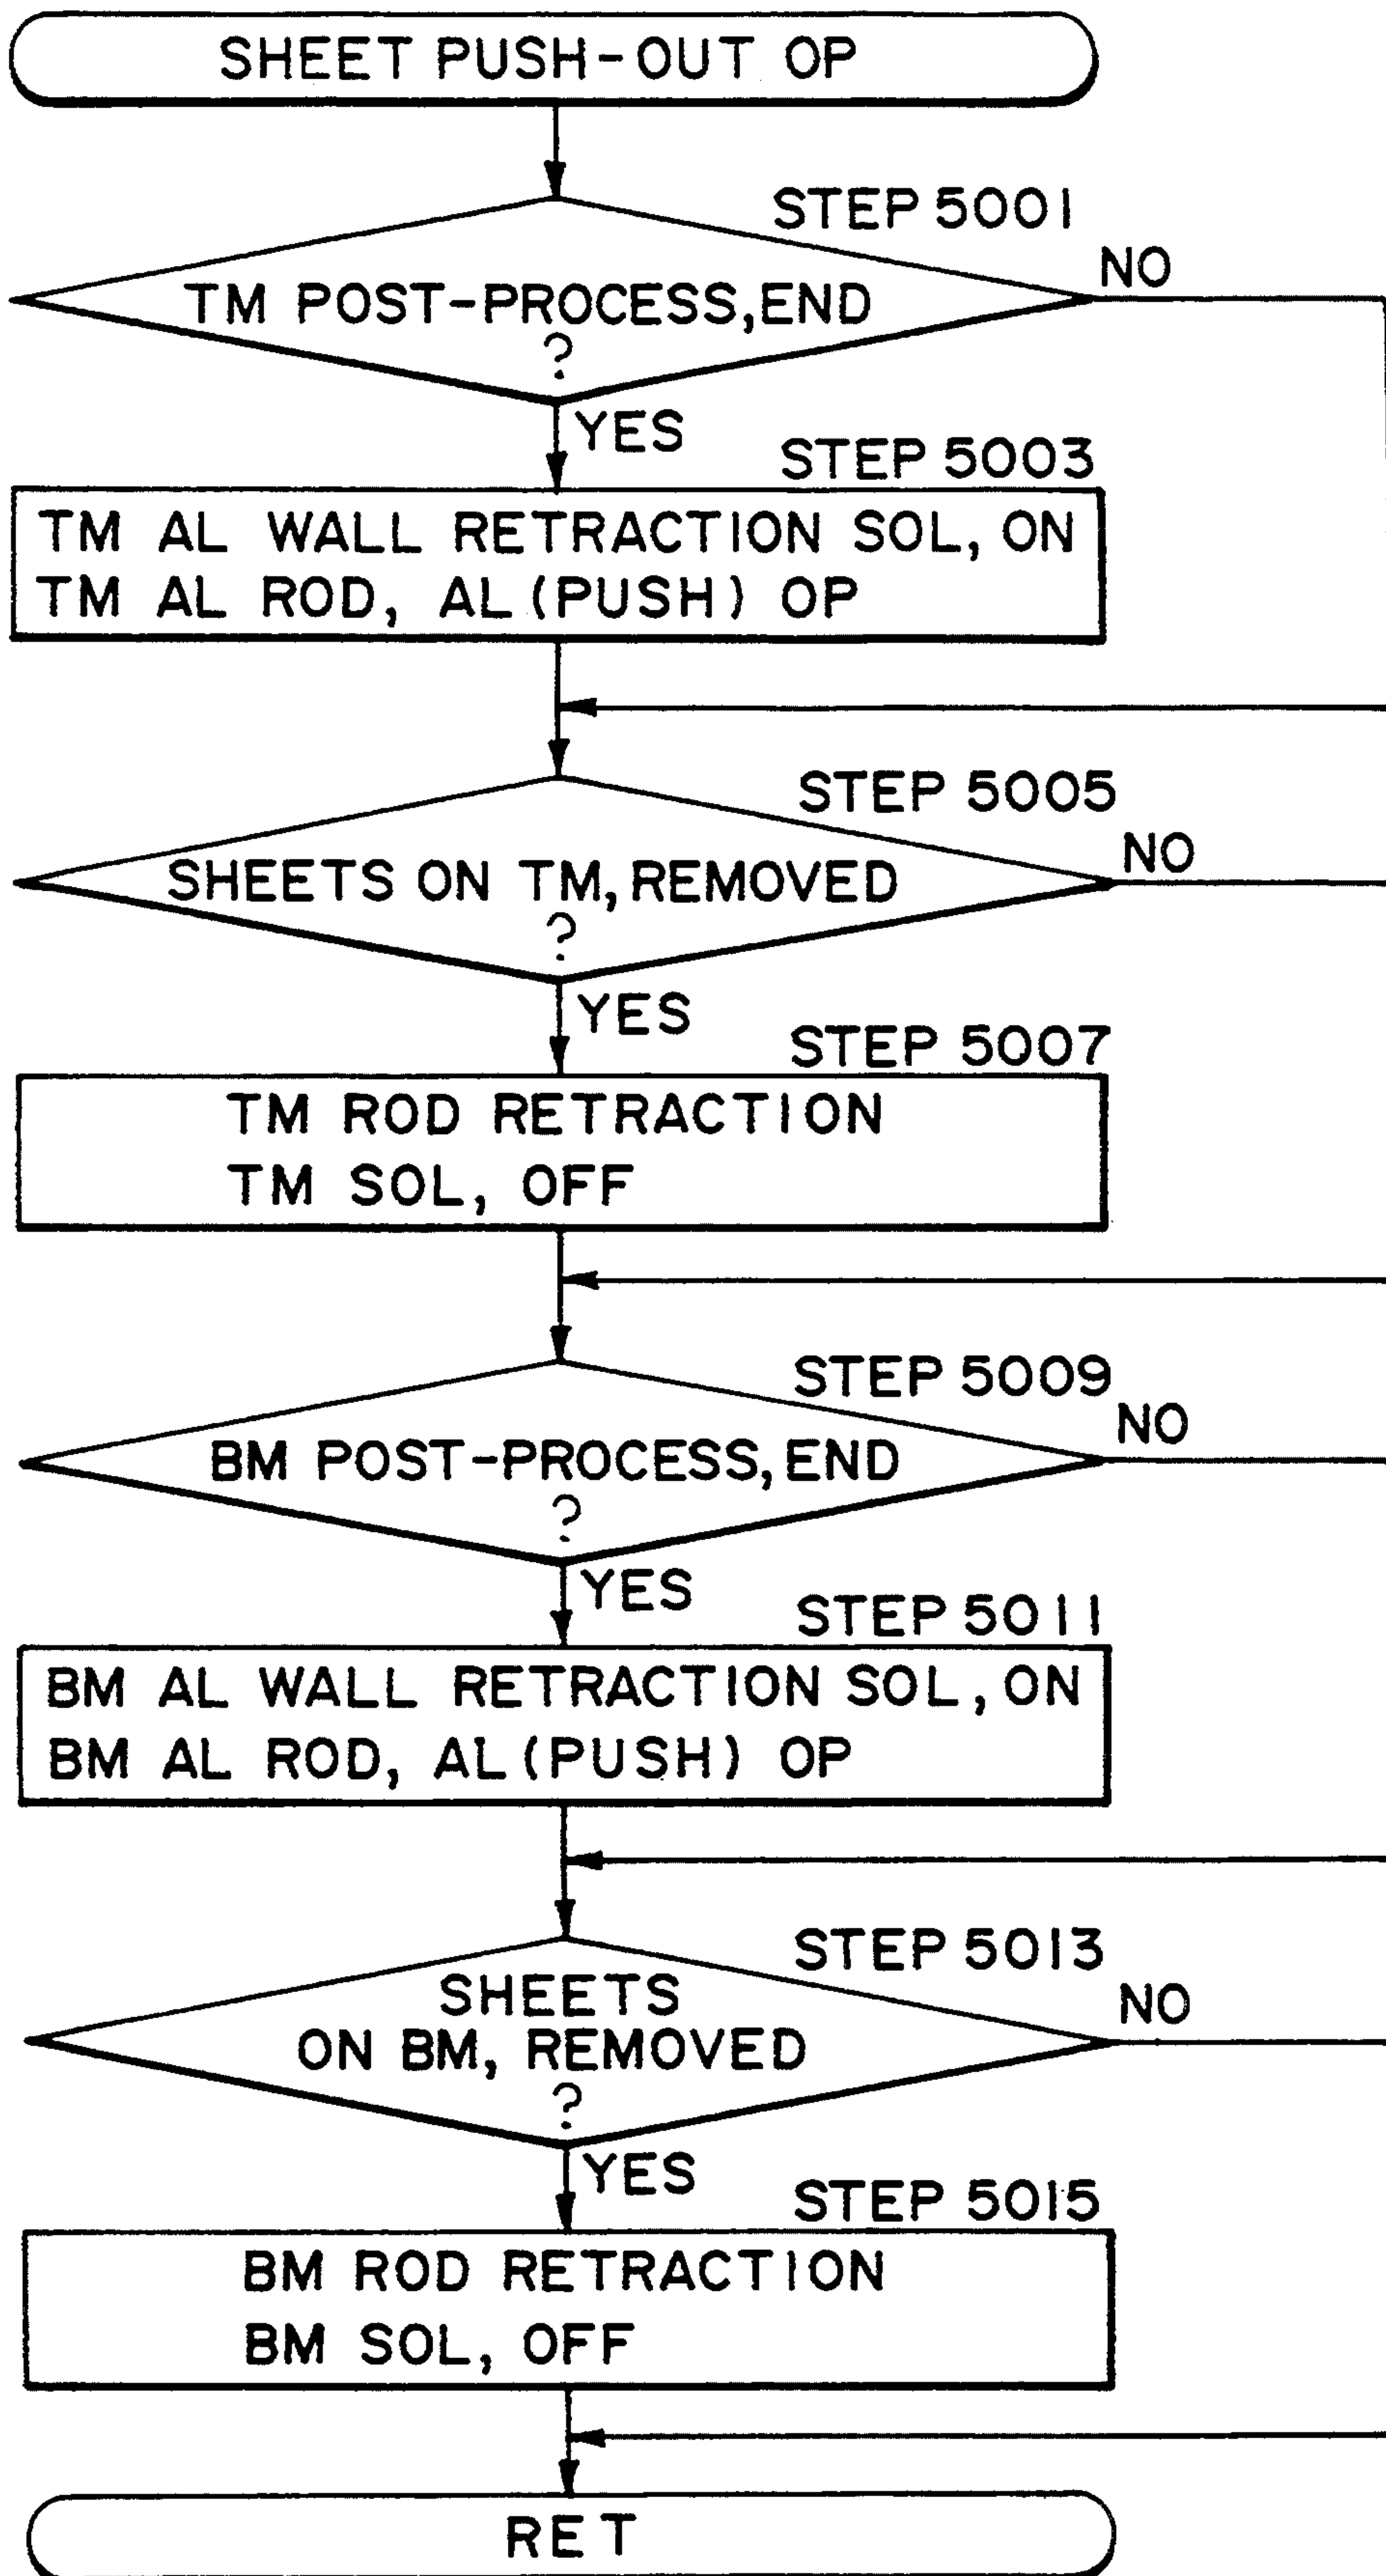 SHEET PUSH-OUT OP
STEP 5001
NO
TM POST-PROCESS, END
?
YES
STEP 5003
TM AL WALL RETRACTION SOL, ON
TM AL ROD, AL (PUSH) OP
STEP 5005
NO
SHEETS ON TM, REMOVED
?
YES
STEP 5007
TM ROD RETRACTION
TM SOL, OFF
STEP 5009
NO
BM POST-PROCESS, END
?
YES
STEP 5011
BM AL WALL RETRACTION SOL, ON
BM AL ROD, AL (PUSH) OP
STEP 5013
SHEETS
NO
ON BM, REMOVED
?
YES
STEP 5015
BM ROD RETRACTION
BM SOL, OFF
RET